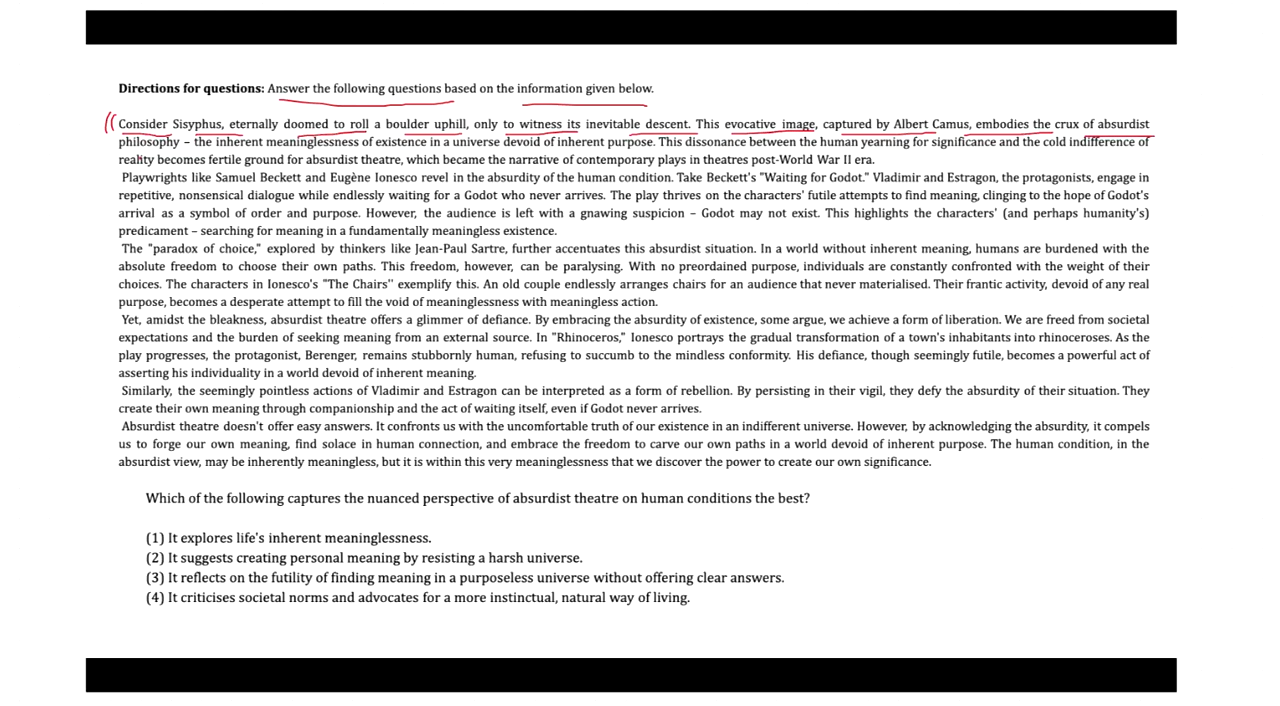 Directions for questions: Answer the following questions based on the information given below.
Consider Sisyphus, eternally doomed to roll a boulder uphill, only to witness its inevitable descent. This evocative image, captured by Albert Camus, embodies the crux of absurdist
philosophy – the inherent meaninglessness of existence in a universe devoid of inherent purpose. This dissonance between the human yearning for significance and the cold indifference of
reality becomes fertile ground for absurdist theatre, which became the narrative of contemporary plays in theatres post-World War II era.
Playwrights like Samuel Beckett and Eugène Ionesco revel in the absurdity of the human condition. Take Beckett's "Waiting for Godot." Vladimir and Estragon, the protagonists, engage in
repetitive, nonsensical dialogue while endlessly waiting for a Godot who never arrives. The play thrives on the characters' futile attempts to find meaning, clinging to the hope of Godot's
arrival as a symbol of order and purpose. However, the audience is left with a gnawing suspicion – Godot may not exist. This highlights the characters' (and perhaps humanity's)
predicament – searching for meaning in a fundamentally meaningless existence.
The "paradox of choice," explored by thinkers like Jean-Paul Sartre, further accentuates this absurdist situation. In a world without inherent meaning, humans are burdened with the
absolute freedom to choose their own paths. This freedom, however, can be paralysing. With no preordained purpose, individuals are constantly confronted with the weight of their
choices. The characters in Ionesco's "The Chairs" exemplify this. An old couple endlessly arranges chairs for an audience that never materialised. Their frantic activity, devoid of any real
purpose, becomes a desperate attempt to fill the void of meaninglessness with meaningless action.
Yet, amidst the bleakness, absurdist theatre offers a glimmer of defiance. By embracing the absurdity of existence, some argue, we achieve a form of liberation. We are freed from societal
expectations and the burden of seeking meaning from an external source. In "Rhinoceros," Ionesco portrays the gradual transformation of a town's inhabitants into rhinoceroses. As the
play progresses, the protagonist, Berenger, remains stubbornly human, refusing to succumb to the mindless conformity. His defiance, though seemingly futile, becomes a powerful act of
asserting his individuality in a world devoid of inherent meaning.
Similarly, the seemingly pointless actions of Vladimir and Estragon can be interpreted as a form of rebellion. By persisting in their vigil, they defy the absurdity of their situation. They
create their own meaning through companionship and the act of waiting itself, even if Godot never arrives.
Absurdist theatre doesn't offer easy answers. It confronts us with the uncomfortable truth of our existence in an indifferent universe. However, by acknowledging the absurdity, it compels
us to forge our own meaning, find solace in human connection, and embrace the freedom to carve our own paths in a world devoid of inherent purpose. The human condition, in the
absurdist view, may be inherently meaningless, but it is within this very meaninglessness that we discover the power to create our own significance.
Which of the following captures the nuanced perspective of absurdist theatre on human conditions the best?
(1) It explores life's inherent meaninglessness.
(2) It suggests creating personal meaning by resisting a harsh universe.
(3) It reflects on the futility of finding meaning in a purposeless universe without offering clear answers.
(4) It criticises societal norms and advocates for a more instinctual, natural way of living.